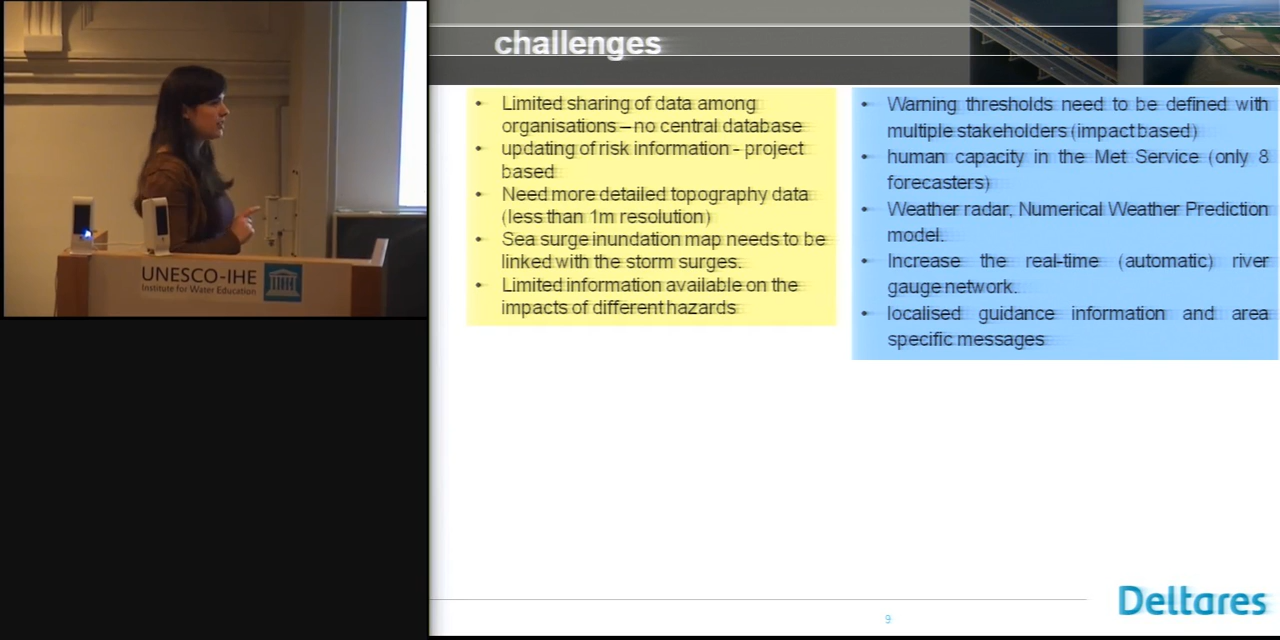 challenges
• Limited sharing of data among
organisations – no central database
• updating of risk information - project
based
• Need more detailed topography data
(less than 1m resolution)
• Sea surge inundation map needs to be
linked with the storm surges.
• Limited information available on the
impacts of different hazards
• Warning thresholds need to be defined with
multiple stakeholders (impact based)
• human capacity in the Met Service (only 8
forecasters)
• Weather radar, Numerical Weather Prediction
model.
• Increase the real-time (automatic) river
gauge network.
• localised guidance information and area
specific messages
UNESCO-IHE
Institute for Water Education
Deltares
9